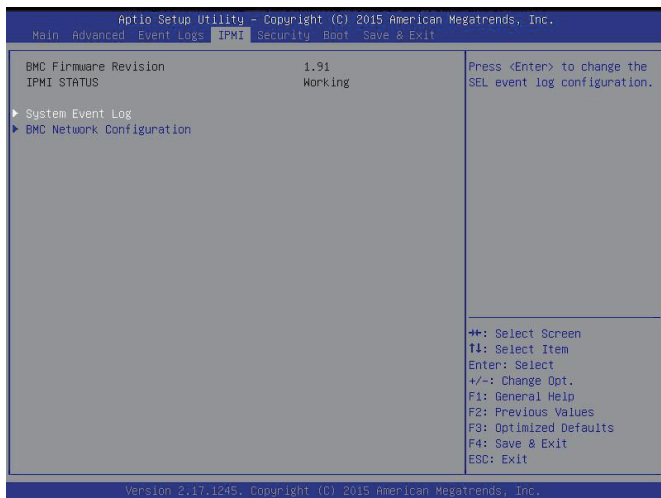 Aptio Setup Utility – Copyright (C) 2015 American Megatrends, Inc.
Main Advanced Event Logs IPMI Security Boot Save & Exit
BMC Firmware Revision 1.91
IPMI STATUS Working
▶ System Event Log
▶ BMC Network Configuration
Press <Enter> to change the
SEL event log configuration.
→←: Select Screen
↑↓: Select Item
Enter: Select
+/-: Change Opt.
F1: General Help
F2: Previous Values
F3: Optimized Defaults
F4: Save & Exit
ESC: Exit
Version 2.17.1245. Copyright (C) 2015 American Megatrends, Inc.